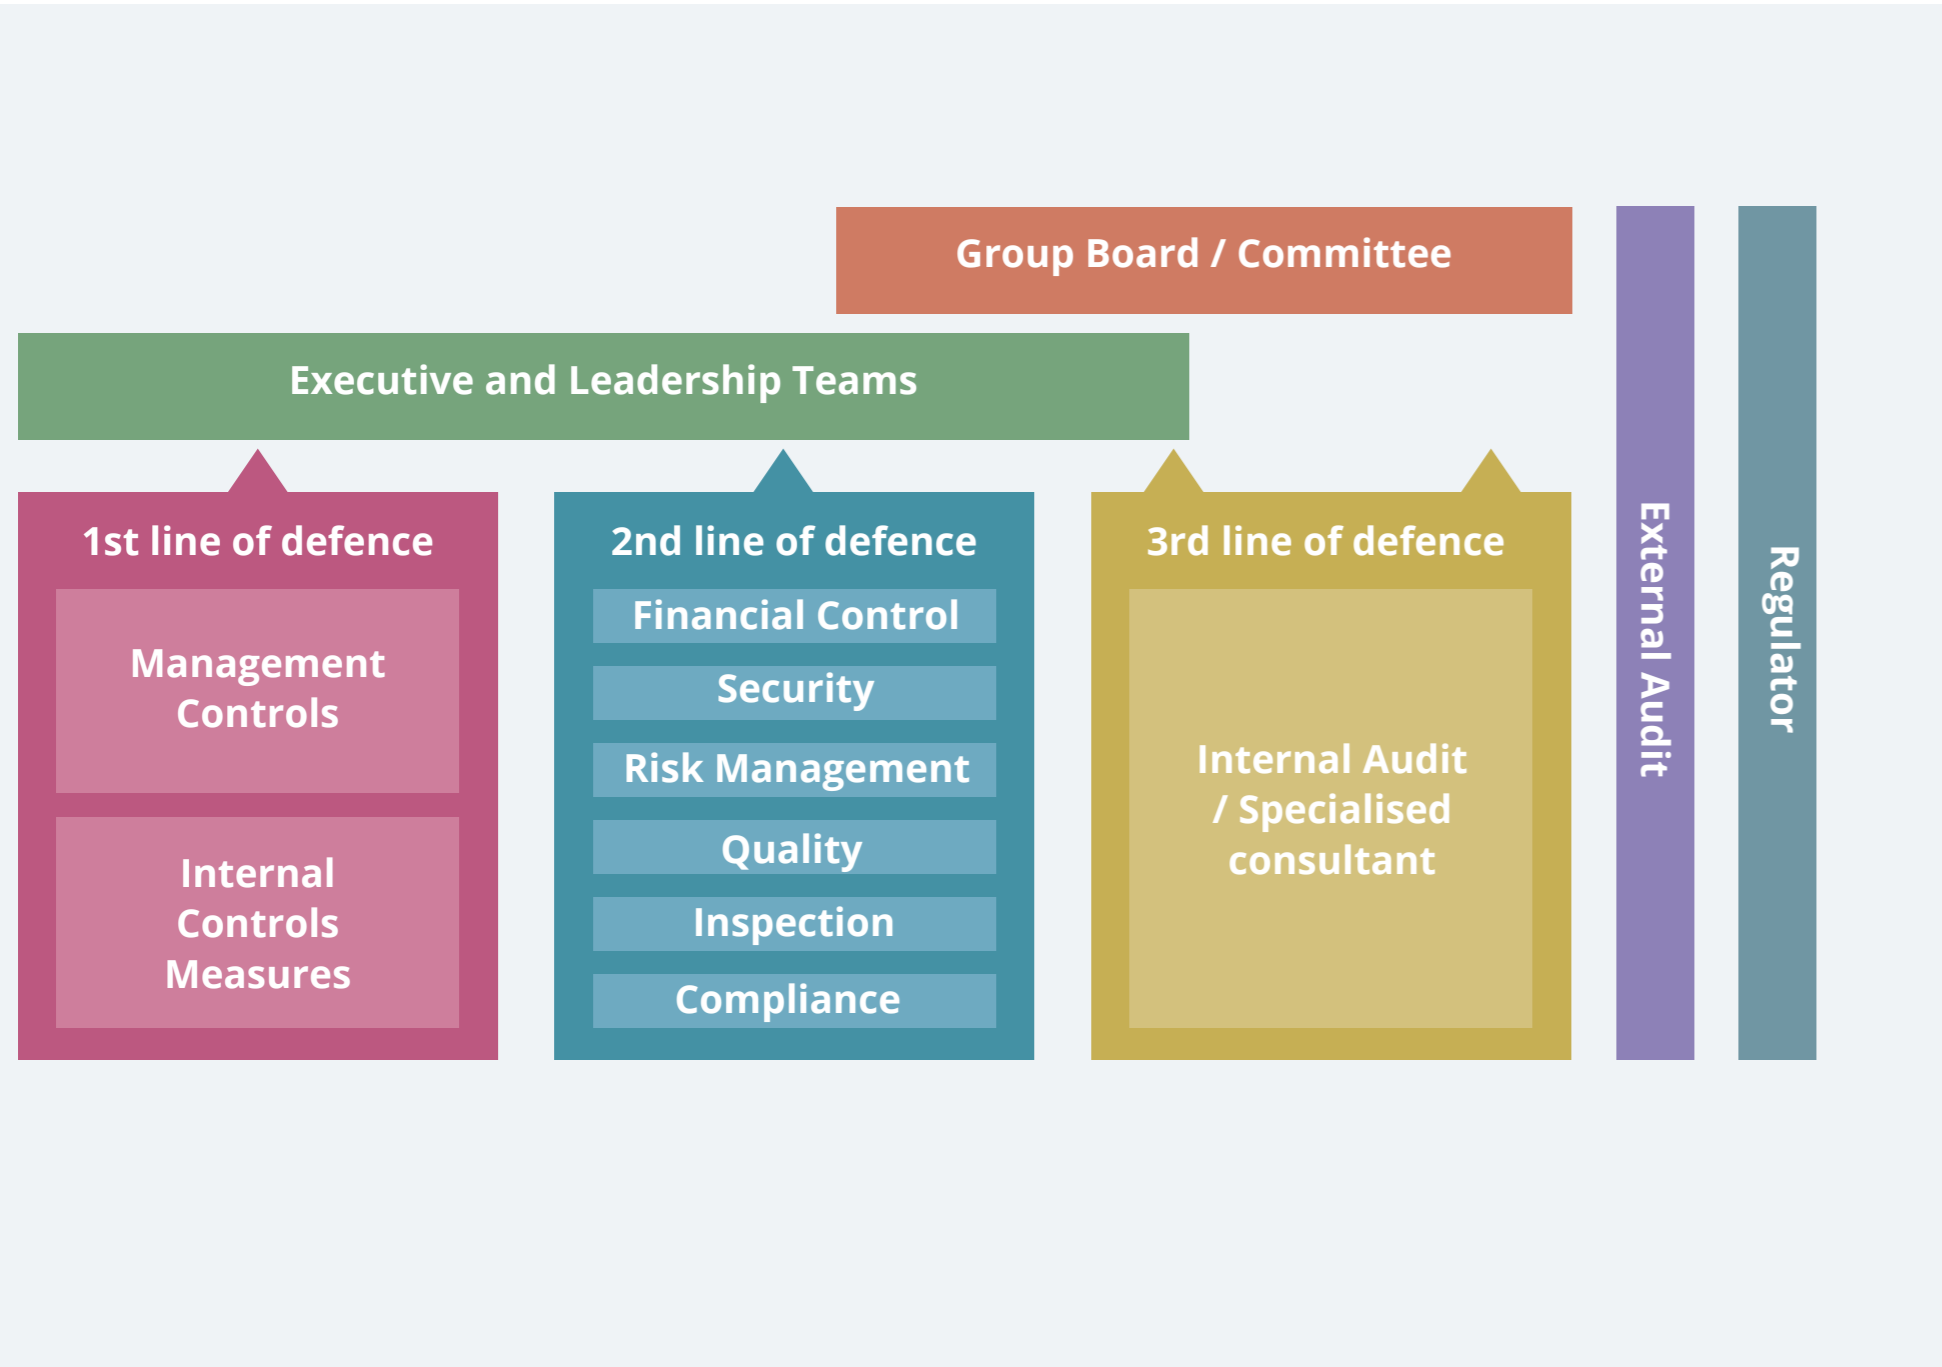 Group Board / Committee
Executive and Leadership Teams
1st line of defence
Management
Controls
Internal
Controls
Measures
2nd line of defence
Financial Control
Security
Risk Management
Quality
Inspection
Compliance
3rd line of defence
Internal Audit
/ Specialised
consultant
External Audit
Regulator